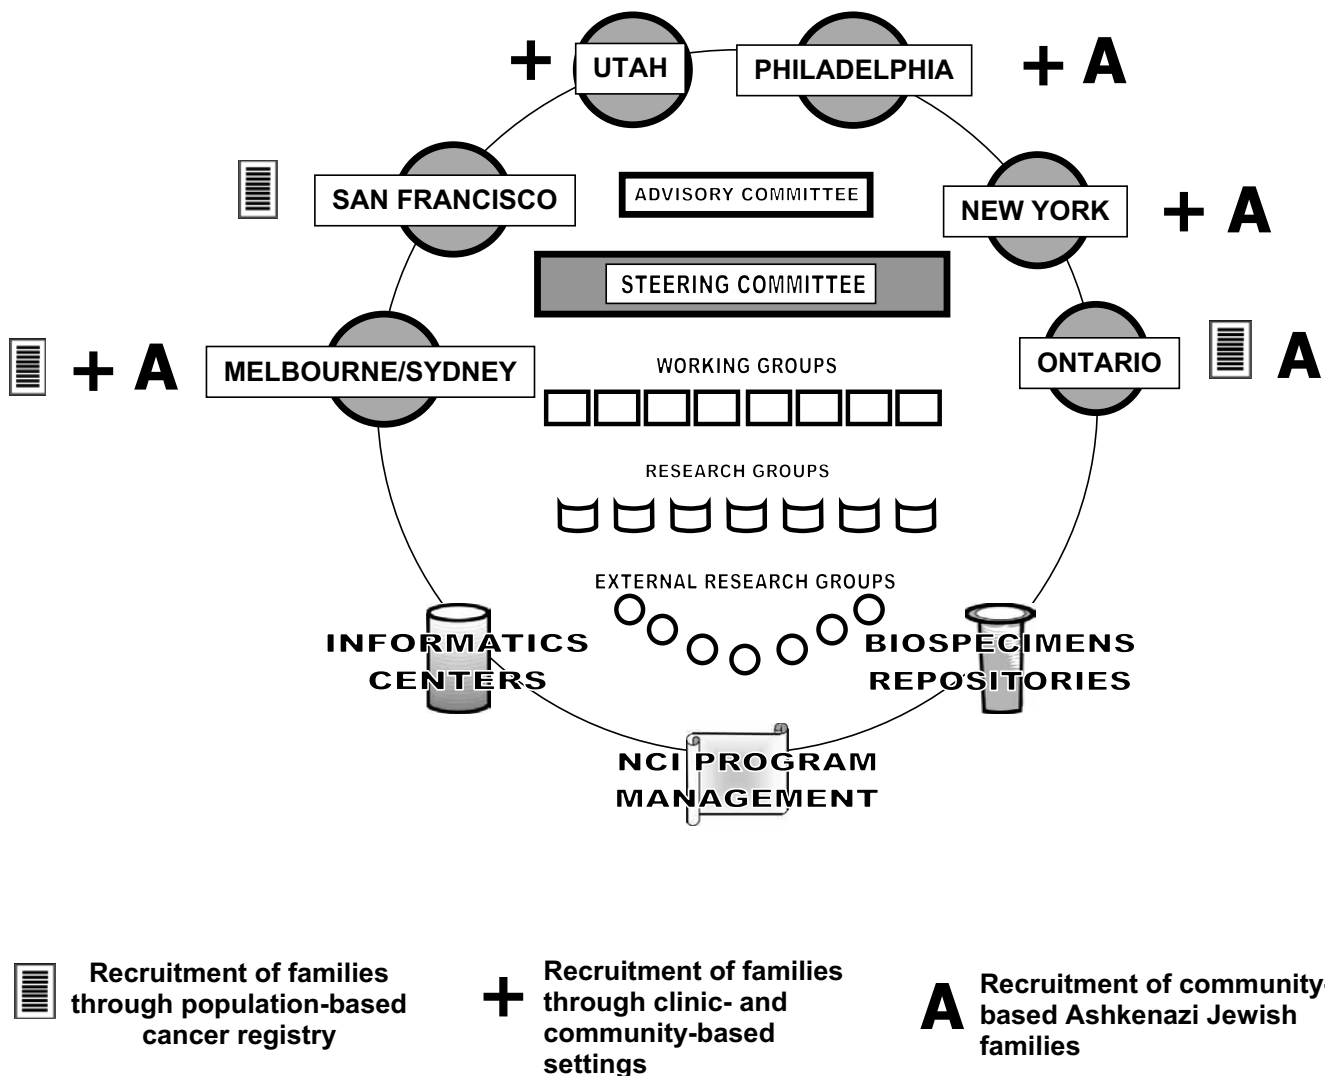 + UTAH
PHILADELPHIA + A
SAN FRANCISCO
ADVISORY COMMITTEE
NEW YORK + A
STEERING COMMITTEE
+ A MELBOURNE/SYDNEY
ONTARIO A
WORKING GROUPS
RESEARCH GROUPS
EXTERNAL RESEARCH GROUPS
INFORMATICS
CENTERS
BIOSPECIMENS
REPOSITORIES
NCI PROGRAM
MANAGEMENT
Recruitment of families
through population-based
cancer registry
+ Recruitment of families
through clinic- and
community-based
settings
A Recruitment of community-
based Ashkenazi Jewish
families